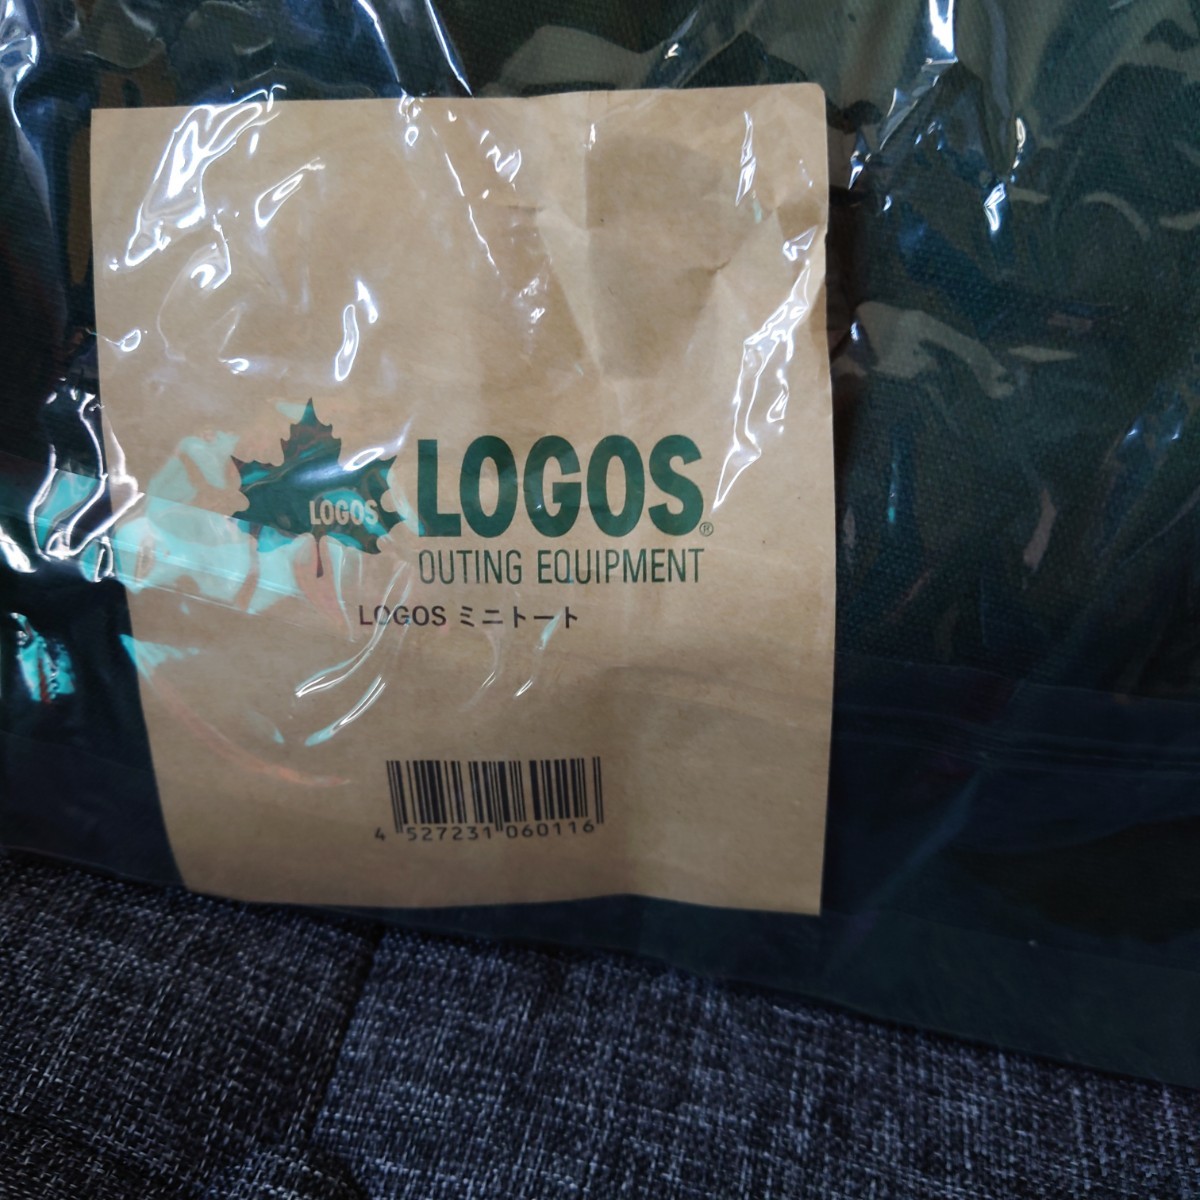 LOGOS
LOGOS®
OUTING EQUIPMENT
LOGOS ミニトート
4 527231 060116